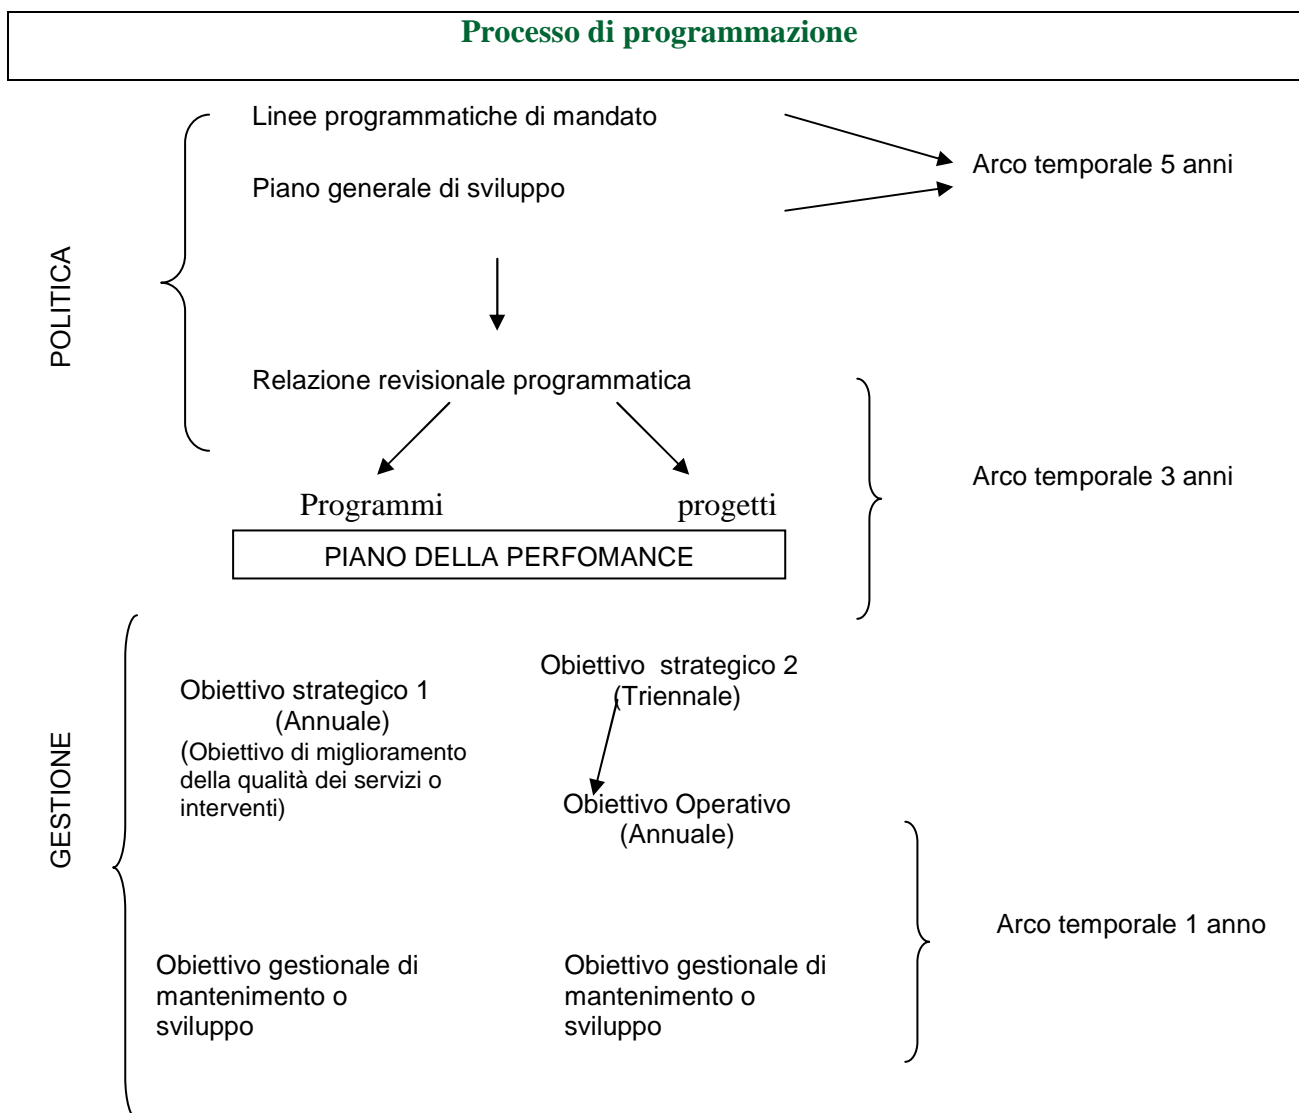 Processo di programmazione
Linee programmatiche di mandato
Arco temporale 5 anni
Piano generale di sviluppo
POLITICA
Relazione revisionale programmatica
Arco temporale 3 anni
Programmi
progetti
PIANO DELLA PERFOMANCE
GESTIONE
Obiettivo strategico 1
(Annuale)
(Obiettivo di miglioramento
della qualità dei servizi o
interventi)
Obiettivo strategico 2
(Triennale)
Obiettivo Operativo
(Annuale)
Arco temporale 1 anno
Obiettivo gestionale di
mantenimento o
sviluppo
Obiettivo gestionale di
mantenimento o
sviluppo